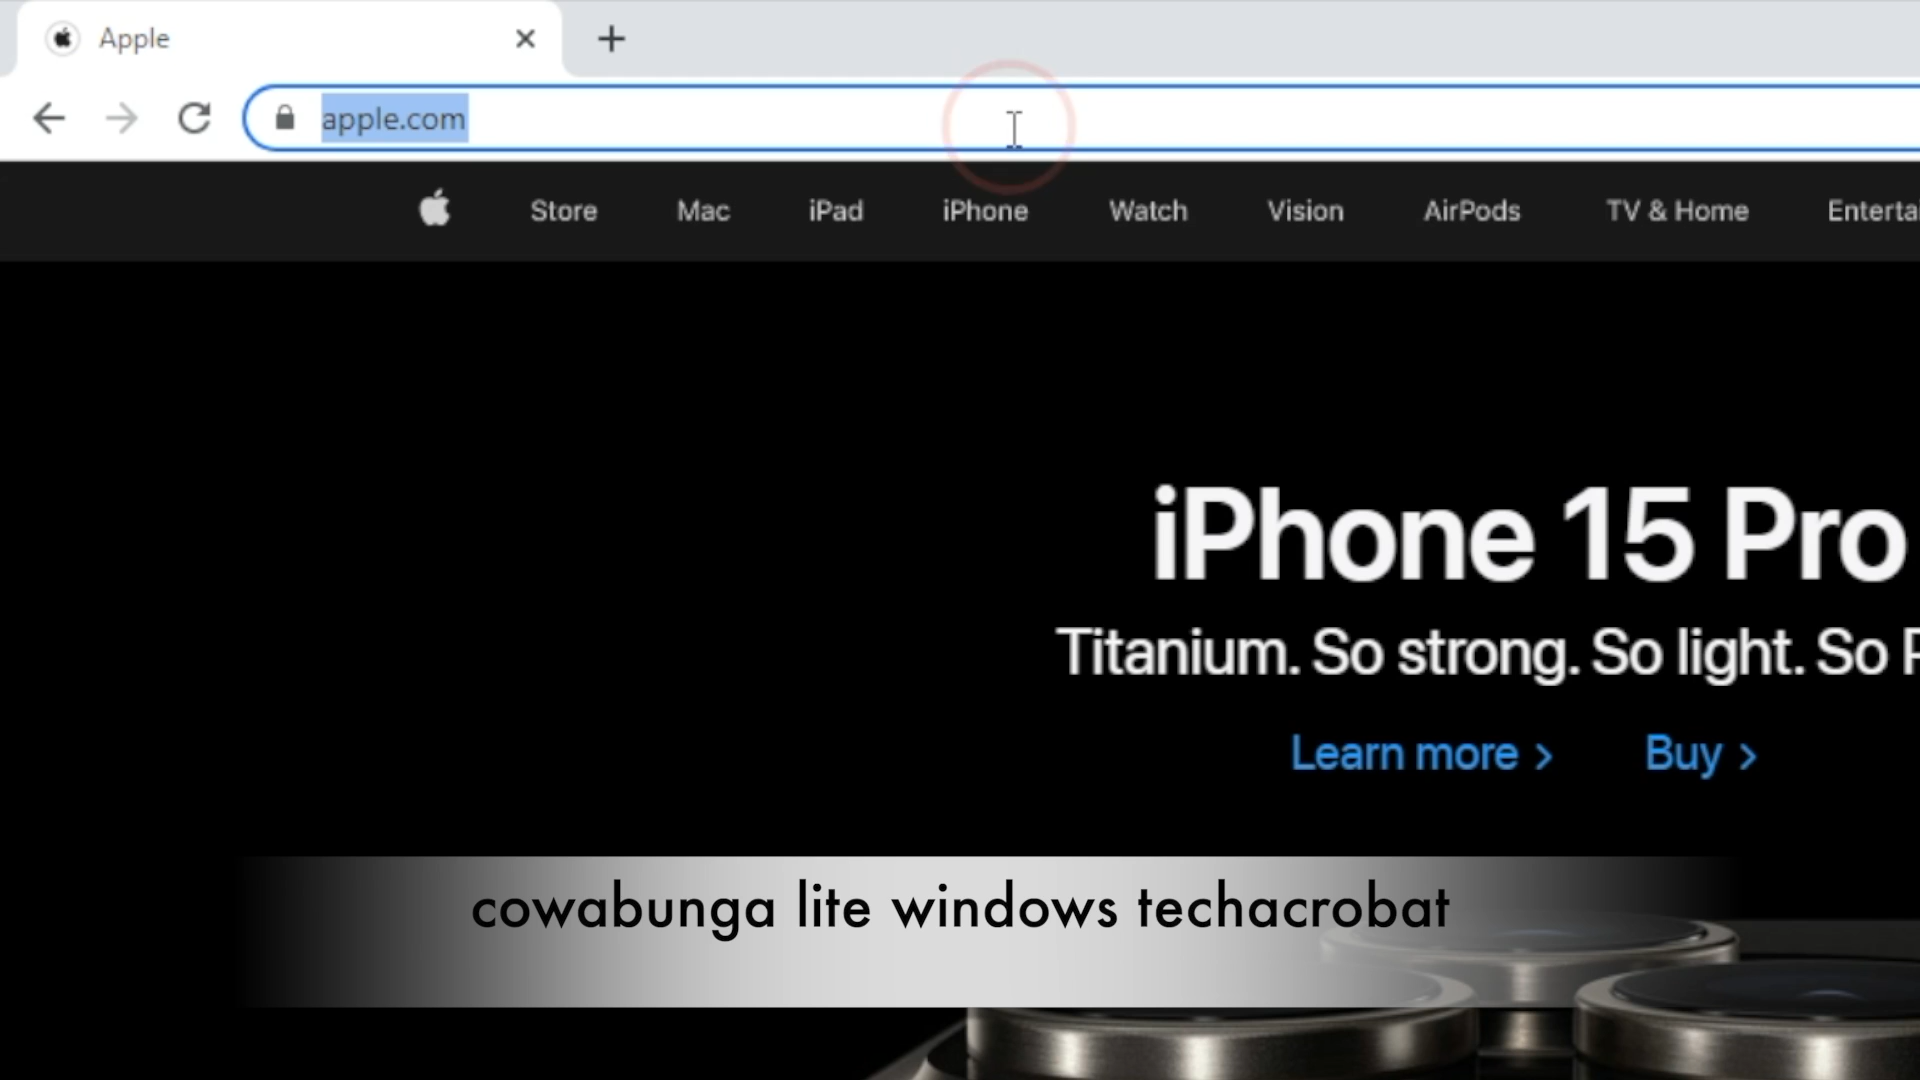 Apple
apple.com
Store Mac iPad iPhone Watch Vision AirPods TV & Home Enterta
iPhone 15 Pro
Titanium. So strong. So light. So P
Learn more > Buy >
cowabunga lite windows techacrobat